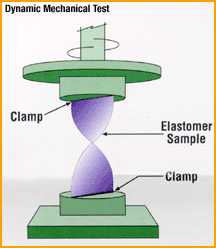 Dynamic Mechanical Test
Clamp
Elastomer
Sample
Clamp